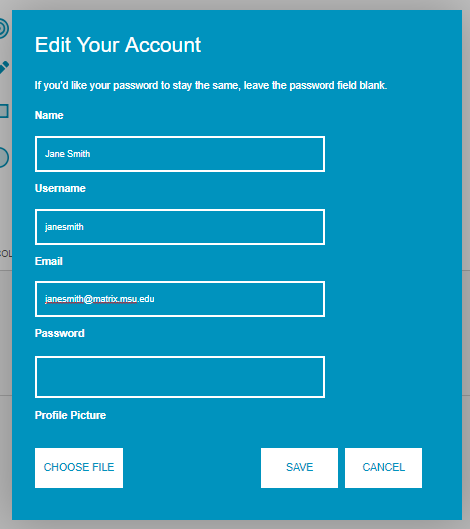 Edit Your Account
If you'd like your password to stay the same, leave the password field blank.
Name
Jane Smith
Username
janesmith
Email
janesmith@matrix.msu.edu
Password
Profile Picture
CHOOSE FILE SAVE CANCEL